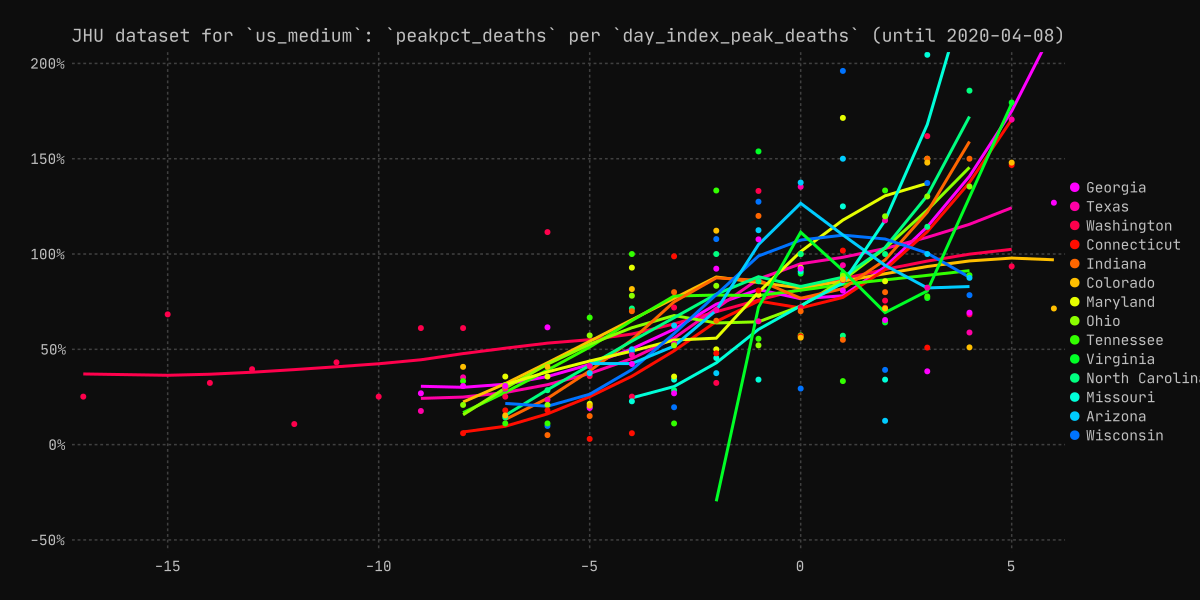 JHU dataset for `us_medium`: `peakpct_deaths` per `day_index_peak_deaths` (until 2020-04-08)
200%
150%
100%
50%
0%
-50%
-15 -10 -5 0 5
Georgia
Texas
Washington
Connecticut
Indiana
Colorado
Maryland
Ohio
Tennessee
Virginia
North Carolin
Missouri
Arizona
Wisconsin